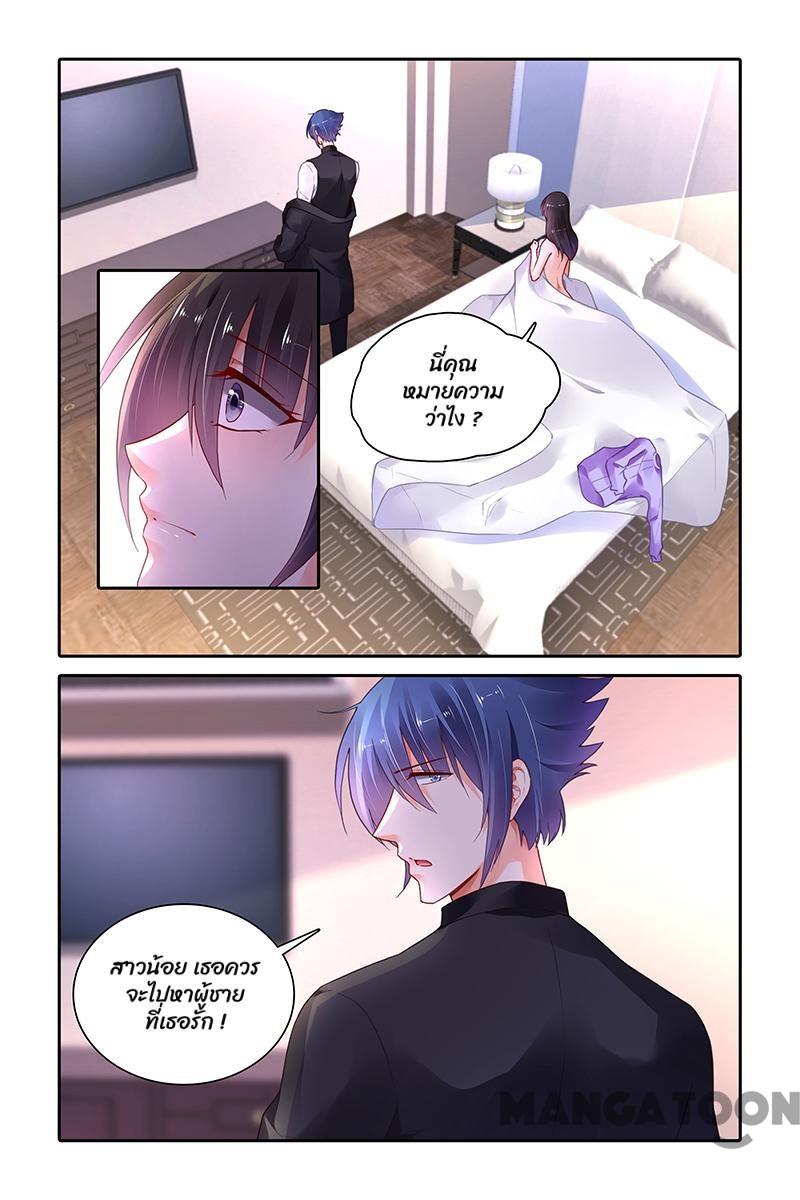 นี่คุณ
หมายความ
ว่าไง ?
สาวน้อย เธอควร
จะไปหาผู้ชาย
ที่เธอรัก !
MANGA TOON